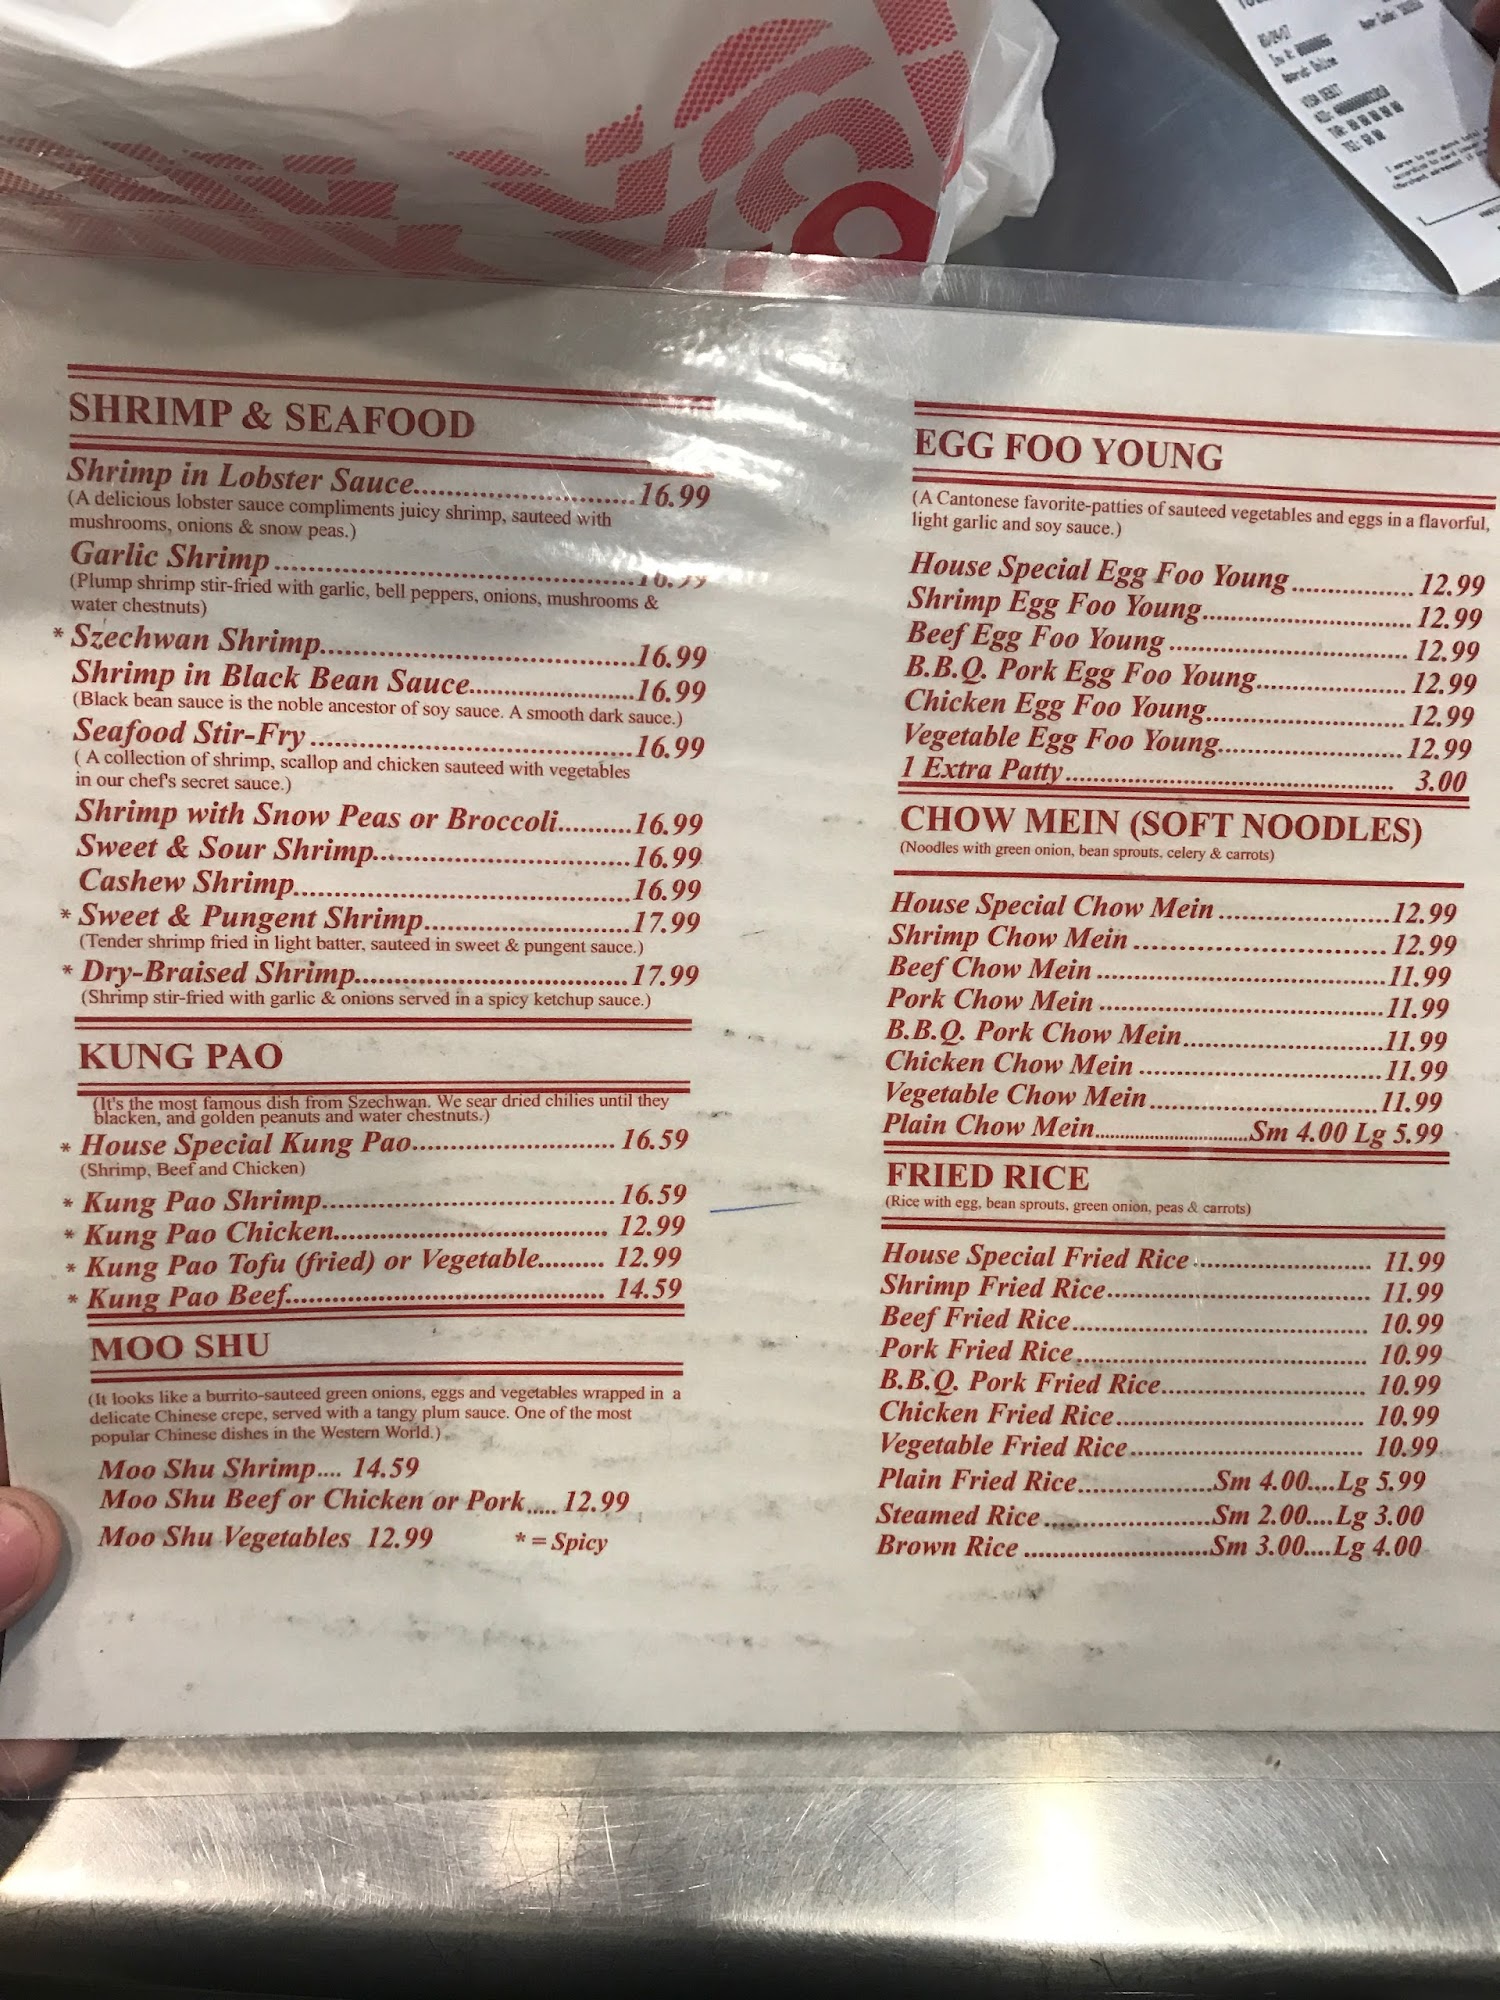 SHRIMP & SEAFOOD
Shrimp in Lobster Sauce..............................16.99
(A delicious lobster sauce compliments juicy shrimp, sauteed with
mushrooms, onions & snow peas.)
Garlic Shrimp..............................16.99
(Plump shrimp stir-fried with garlic, bell peppers, onions, mushrooms &
water chestnuts)
* Szechwan Shrimp..............................16.99
Shrimp in Black Bean Sauce..............................16.99
(Black bean sauce is the noble ancestor of soy sauce. A smooth dark sauce.)
Seafood Stir-Fry..............................16.99
( A collection of shrimp, scallop and chicken sauteed with vegetables
in our chef's secret sauce.)
Shrimp with Snow Peas or Broccoli..........16.99
Sweet & Sour Shrimp..............................16.99
Cashew Shrimp..............................16.99
* Sweet & Pungent Shrimp..............................17.99
(Tender shrimp fried in light batter, sauteed in sweet & pungent sauce.)
* Dry-Braised Shrimp..............................17.99
(Shrimp stir-fried with garlic & onions served in a spicy ketchup sauce.)
KUNG PAO
(It's the most famous dish from Szechwan. We sear dried chilies until they
blacken, and golden peanuts and water chestnuts.)
* House Special Kung Pao.............................. 16.59
(Shrimp, Beef and Chicken)
* Kung Pao Shrimp.............................. 16.59
* Kung Pao Chicken.............................. 12.99
* Kung Pao Tofu (fried) or Vegetable......... 12.99
* Kung Pao Beef.............................. 14.59
MOO SHU
(It looks like a burrito-sauteed green onions, eggs and vegetables wrapped in a
delicate Chinese crepe, served with a tangy plum sauce. One of the most
popular Chinese dishes in the Western World.)
Moo Shu Shrimp.... 14.59
Moo Shu Beef or Chicken or Pork..... 12.99
Moo Shu Vegetables 12.99
* = Spicy
EGG FOO YOUNG
(A Cantonese favorite-patties of sauteed vegetables and eggs in a flavorful,
light garlic and soy sauce.)
House Special Egg Foo Young................. 12.99
Shrimp Egg Foo Young.............................. 12.99
Beef Egg Foo Young.............................. 12.99
B.B.Q. Pork Egg Foo Young..................... 12.99
Chicken Egg Foo Young............................12.99
Vegetable Egg Foo Young..........................12.99
1 Extra Patty.............................. 3.00
CHOW MEIN (SOFT NOODLES)
(Noodles with green onion, bean sprouts, celery & carrots)
House Special Chow Mein........................12.99
Shrimp Chow Mein..............................12.99
Beef Chow Mein..............................11.99
Pork Chow Mein..............................11.99
B.B.Q. Pork Chow Mein............................11.99
Chicken Chow Mein..............................11.99
Vegetable Chow Mein..............................11.99
Plain Chow Mein..............................Sm 4.00 Lg 5.99
FRIED RICE
(Rice with egg, bean sprouts, green onion, peas & carrots)
House Special Fried Rice......................... 11.99
Shrimp Fried Rice.............................. 11.99
Beef Fried Rice.............................. 10.99
Pork Fried Rice.............................. 10.99
B.B.Q. Pork Fried Rice............................. 10.99
Chicken Fried Rice.............................. 10.99
Vegetable Fried Rice.............................. 10.99
Plain Fried Rice...................Sm 4.00....Lg 5.99
Steamed Rice.......................Sm 2.00....Lg 3.00
Brown Rice..........................Sm 3.00....Lg 4.00
VISA DEBIT